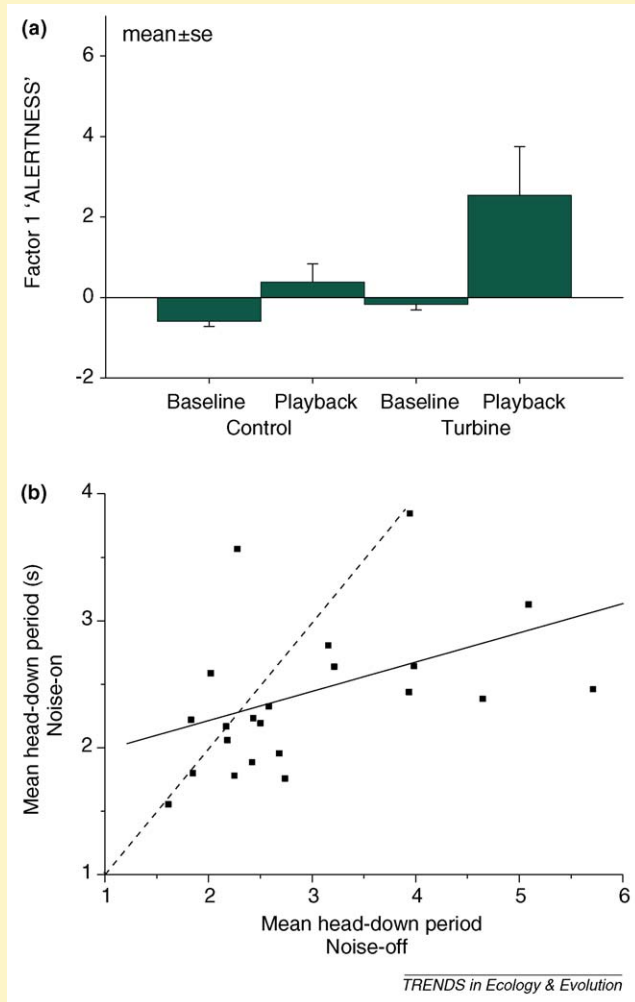 (a)
mean±se
Factor 1 'ALERTNESS'
6
4
2
0
-2
Baseline Playback Baseline Playback
Control Turbine
(b)
Mean head-down period (s)
Noise-on
4
3
2
1
1 2 3 4 5 6
Mean head-down period
Noise-off
TRENDS in Ecology & Evolution